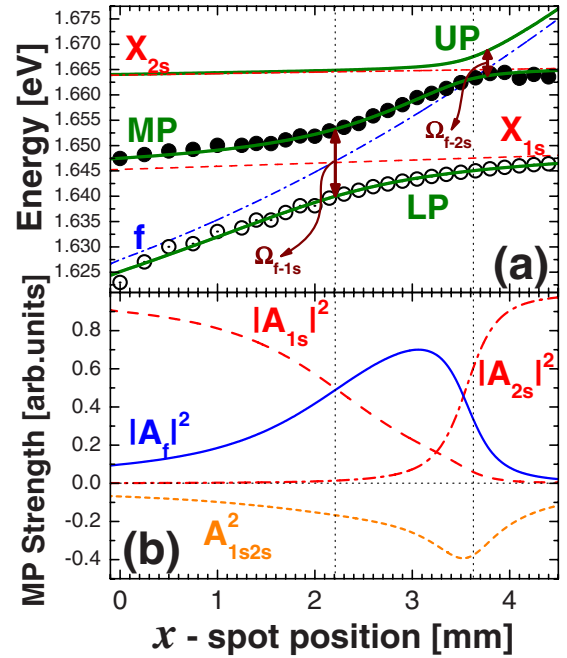 1.675
1.670
1.665
1.660
1.655
1.650
1.645
1.640
1.635
1.630
1.625
Energy [eV]
X2s
UP
MP
Ωf-2s
X1s
f
LP
Ωf-1s
(a)
0.8
0.6
0.4
0.2
0.0
-0.2
-0.4
MP Strength [arb.units]
|A1s|²
|Af|²
|A2s|²
A²1s2s
(b)
0 1 2 3 4
x - spot position [mm]